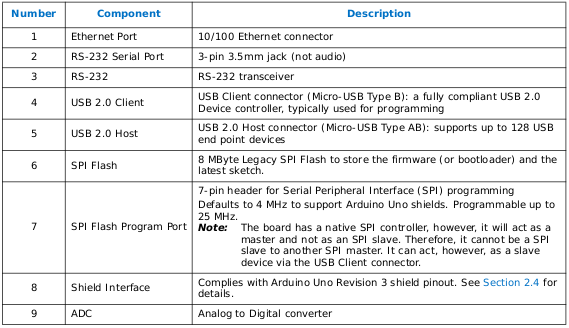 Number Component Description
1 Ethernet Port 10/100 Ethernet connector
2 RS-232 Serial Port 3-pin 3.5mm jack (not audio)
3 RS-232 RS-232 transceiver
4 USB 2.0 Client USB Client connector (Micro-USB Type B): a fully compliant USB 2.0
Device controller, typically used for programming
5 USB 2.0 Host USB 2.0 Host connector (Micro-USB Type AB): supports up to 128 USB
end point devices
6 SPI Flash 8 MByte Legacy SPI Flash to store the firmware (or bootloader) and the
latest sketch.
7 SPI Flash Program Port 7-pin header for Serial Peripheral Interface (SPI) programming
Defaults to 4 MHz to support Arduino Uno shields. Programmable up to
25 MHz.
Note: The board has a native SPI controller, however, it will act as a
master and not as an SPI slave. Therefore, it cannot be a SPI
slave to another SPI master. It can act, however, as a slave
device via the USB Client connector.
8 Shield Interface Complies with Arduino Uno Revision 3 shield pinout. See Section 2.4 for
details.
9 ADC Analog to Digital converter